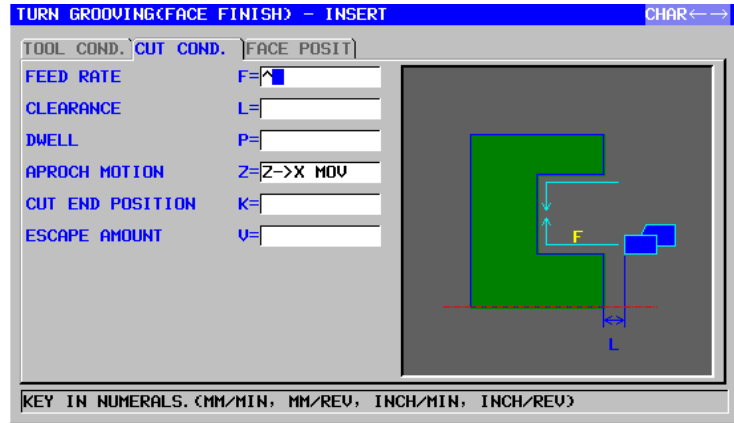 TURN GROOVING(FACE FINISH) - INSERT CHAR←→
TOOL COND. CUT COND. FACE POSIT
FEED RATE F=^
CLEARANCE L=
DWELL P=
APROCH MOTION Z=Z->X MOV
CUT END POSITION K=
ESCAPE AMOUNT V=
F
L
KEY IN NUMERALS.(MM/MIN, MM/REV, INCH/MIN, INCH/REV)